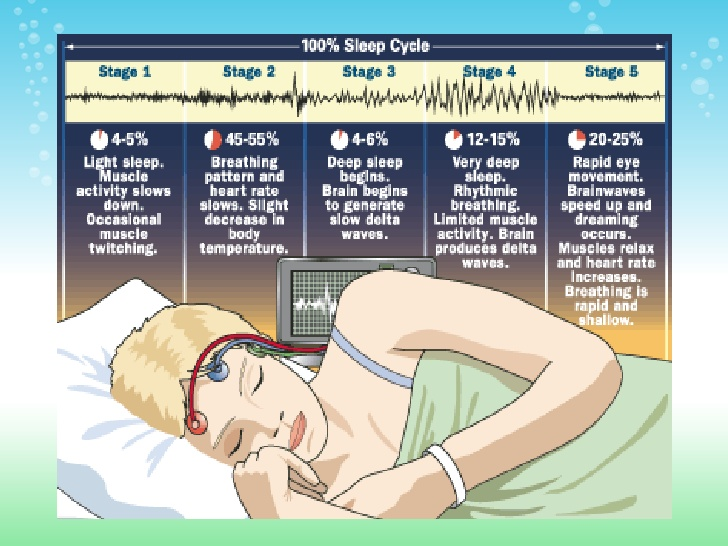 100% Sleep Cycle
Stage 1
Stage 2
Stage 3
Stage 4
Stage 5
4-5%
45-55%
4-6%
12-15%
20-25%
Light sleep.
Muscle
activity slows
down.
Occasional
muscle
twitching.
Breathing
pattern and
heart rate
slows. Slight
decrease in
body
temperature.
Deep sleep
begins.
Brain begins
to generate
slow delta
waves.
Very deep
sleep.
Rhythmic
breathing.
Limited muscle
activity. Brain
produces delta
waves.
Rapid eye
movement.
Brainwaves
speed up and
dreaming
occurs.
Muscles relax
and heart rate
increases.
Breathing is
rapid and
shallow.